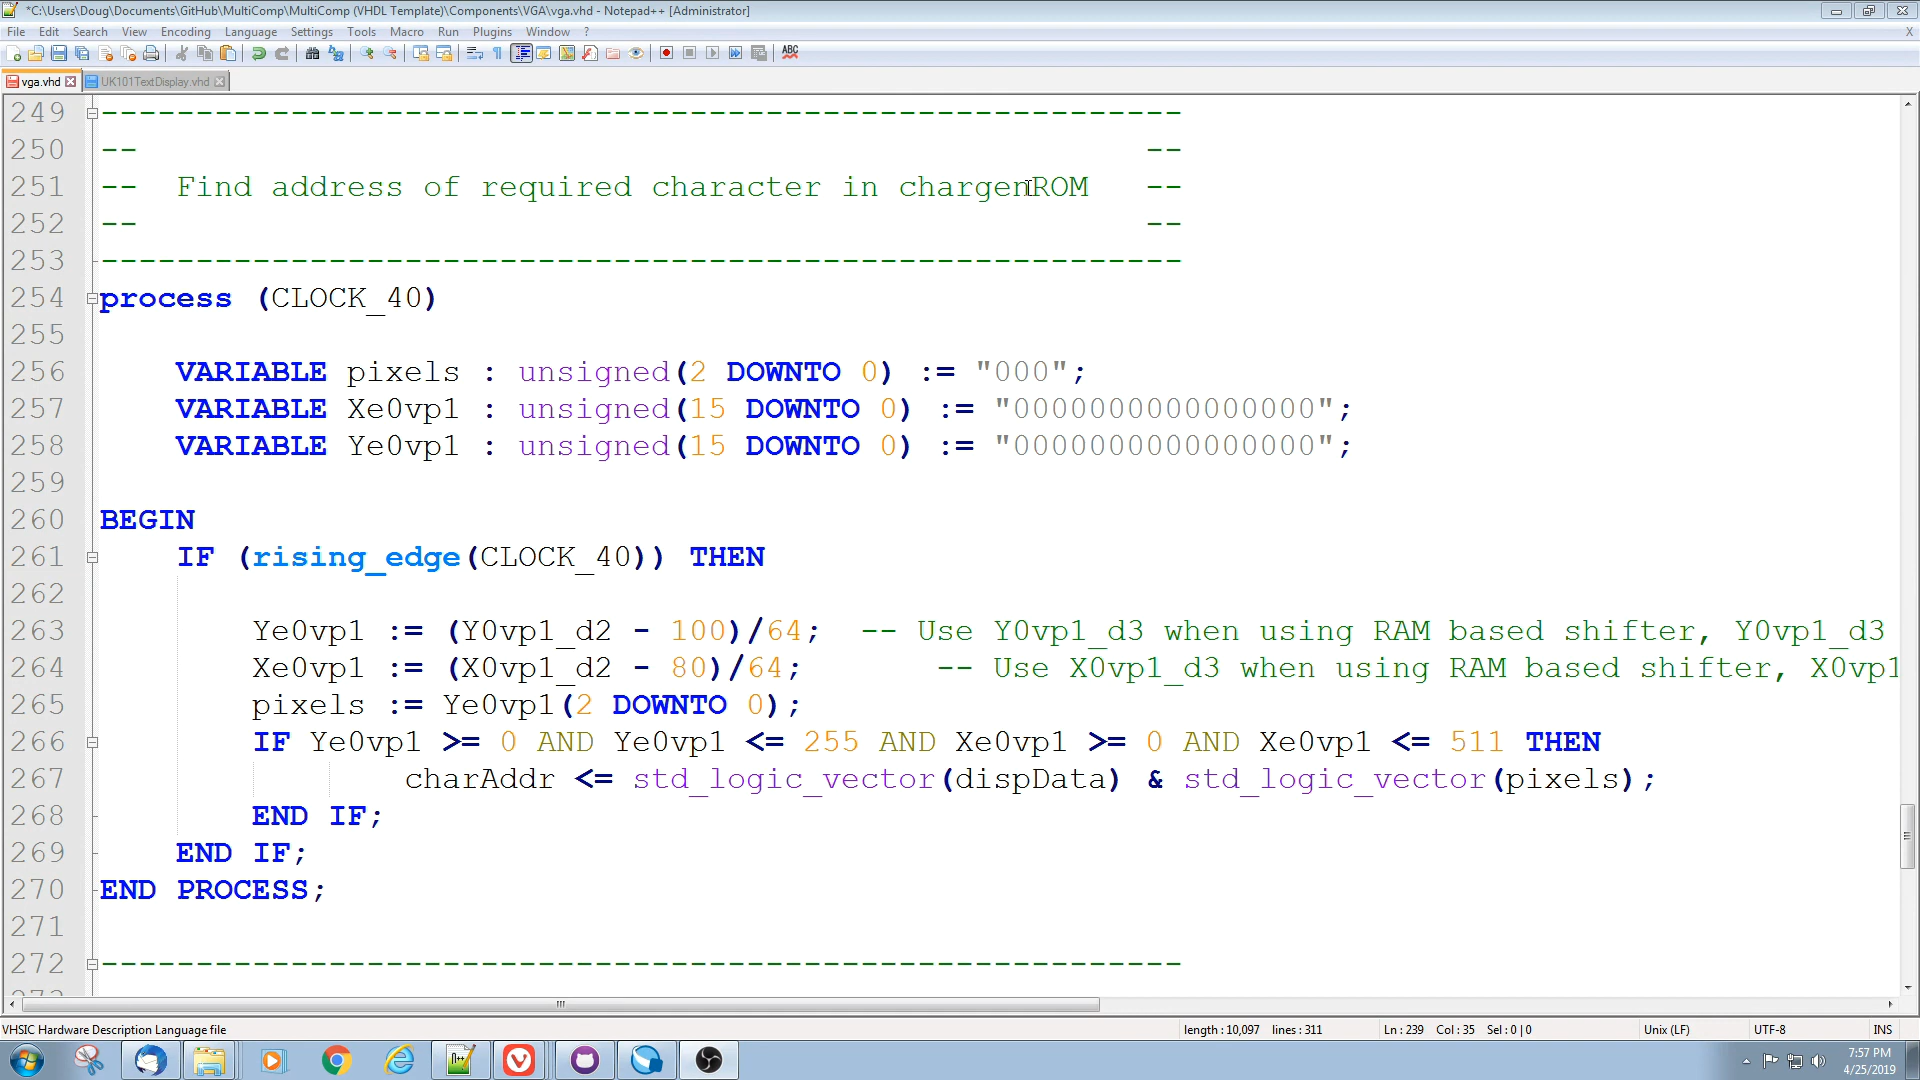 *C:\Users\Doug\Documents\GitHub\MultiComp\MultiComp (VHDL Template)\Components\VGA\vga.vhd - Notepad++ [Administrator]
File Edit Search View Encoding Language Settings Tools Macro Run Plugins Window ? X
ABC
vga.vhd UK101TextDisplay.vhd
249 ---------------------------------------------------------
250 -- --
251 -- Find address of required character in chargenROM --
252 -- --
253 ---------------------------------------------------------
254 process (CLOCK_40)
255
256 VARIABLE pixels : unsigned(2 DOWNTO 0) := "000";
257 VARIABLE Xe0vp1 : unsigned(15 DOWNTO 0) := "0000000000000000";
258 VARIABLE Ye0vp1 : unsigned(15 DOWNTO 0) := "0000000000000000";
259
260 BEGIN
261 IF (rising_edge(CLOCK_40)) THEN
262
263 Ye0vp1 := (Y0vp1_d2 - 100)/64; -- Use Y0vp1_d3 when using RAM based shifter, Y0vp1_d3
264 Xe0vp1 := (X0vp1_d2 - 80)/64; -- Use X0vp1_d3 when using RAM based shifter, X0vp1
265 pixels := Ye0vp1(2 DOWNTO 0);
266 IF Ye0vp1 >= 0 AND Ye0vp1 <= 255 AND Xe0vp1 >= 0 AND Xe0vp1 <= 511 THEN
267 charAddr <= std_logic_vector(dispData) & std_logic_vector(pixels);
268 END IF;
269 END IF;
270 END PROCESS;
271
272 ---------------------------------------------------------
VHSIC Hardware Description Language file length : 10,097 lines : 311 Ln : 239 Col : 35 Sel : 0 | 0 Unix (LF) UTF-8 INS
7:57 PM
4/25/2019